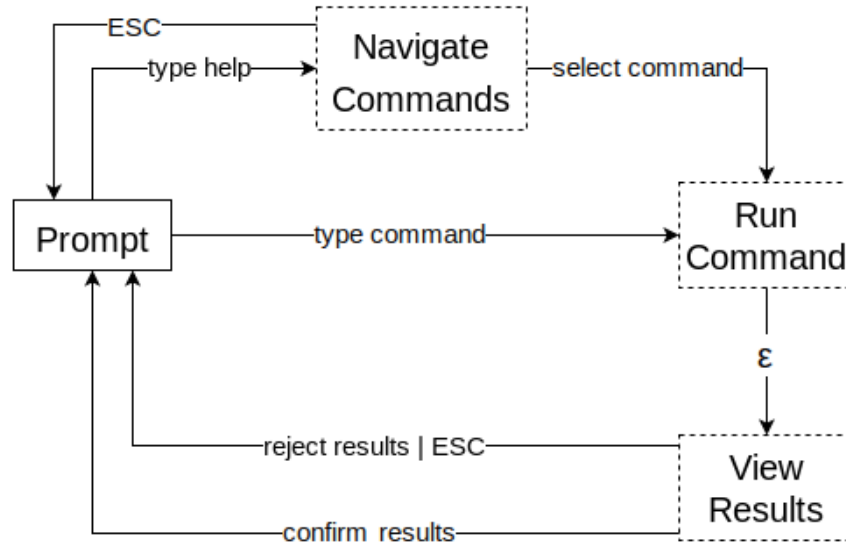 ESC
Navigate
Commands
type help
select command
Prompt
type command
Run
Command
ε
reject results | ESC
View
Results
confirm results